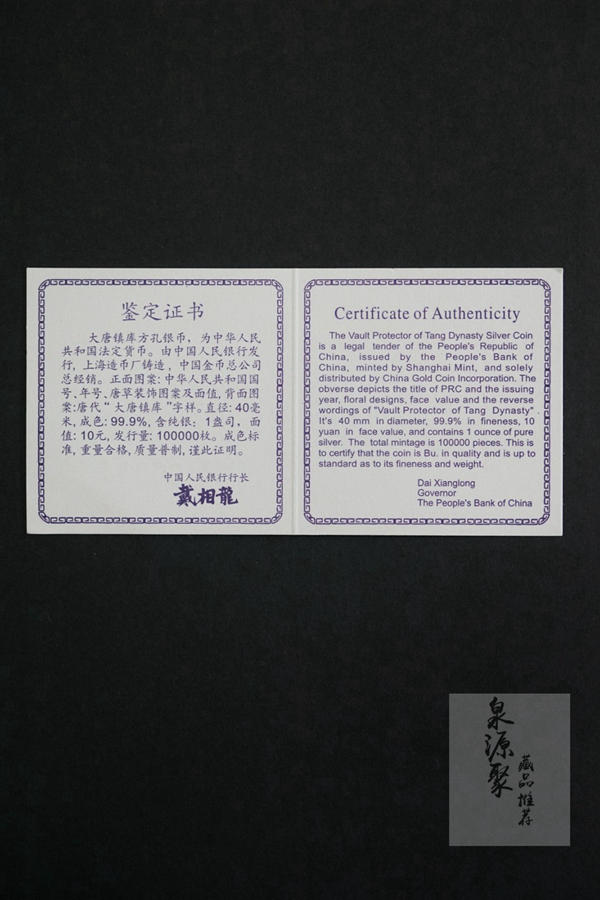 鉴定证书
大唐镇库方孔银币，为中华人民
共和国法定货币。由中国人民银行发
行，上海造币厂铸造，中国金币总公司
总经销。正面图案：中华人民共和国国
号、年号、唐草装饰图案及面值，背面图
案：唐代“大唐镇库”字样。直径：40毫
米，成色：99.9%，含纯银：1盎司，面
值：10元，发行量：100000枚。成色标
准，重量合格，质量普制，谨此证明。
中国人民银行行长
戴相龍
Certificate of Authenticity
The Vault Protector of Tang Dynasty Silver Coin
is a legal tender of the People's Republic of
China, issued by the People's Bank of
China, minted by Shanghai Mint, and solely
distributed by China Gold Coin Incorporation. The
obverse depicts the title of PRC and the issuing
year, floral designs, face value and the reverse
wordings of "Vault Protector of Tang Dynasty".
It's 40 mm in diameter, 99.9% in fineness, 10
yuan in face value, and contains 1 ounce of pure
silver. The total mintage is 100000 pieces. This is
to certify that the coin is Bu. in quality and is up to
standard as to its fineness and weight.
Dai Xianglong
Governor
The People's Bank of China
泉源聚
藏品推荐